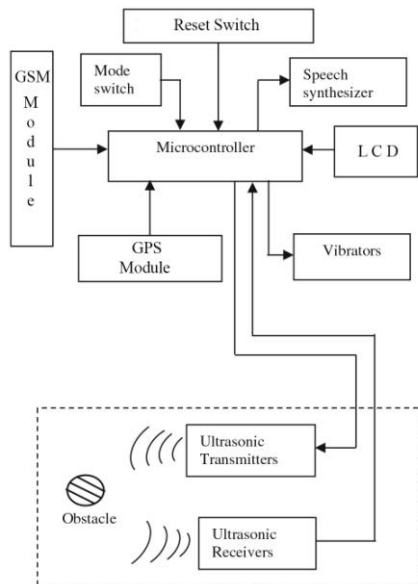 Reset Switch
GSM
M
o
d
u
l
e
Mode
switch
Speech
synthesizer
Microcontroller
L C D
GPS
Module
Vibrators
Ultrasonic
Transmitters
Obstacle
Ultrasonic
Receivers